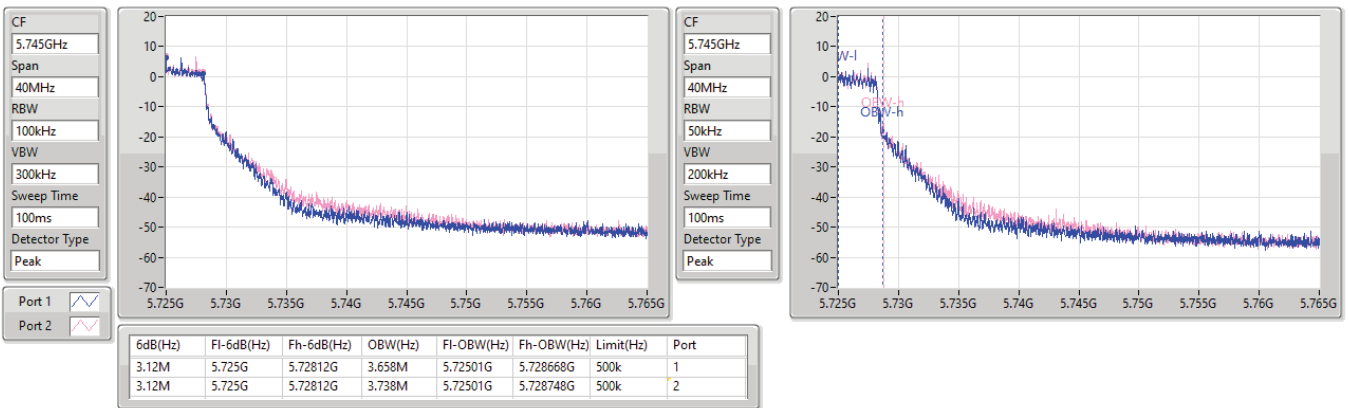 CF
5.745GHz
Span
40MHz
RBW
100kHz
VBW
300kHz
Sweep Time
100ms
Detector Type
Peak
Port 1
Port 2
20
10
0
-10
-20
-30
-40
-50
-60
-70
5.725G 5.73G 5.735G 5.74G 5.745G 5.75G 5.755G 5.76G 5.765G
CF
5.745GHz
Span
40MHz
RBW
50kHz
VBW
200kHz
Sweep Time
100ms
Detector Type
Peak
20
10
0
-10
-20
-30
-40
-50
-60
-70
W-l
OBW-h
OBW-h
5.725G 5.73G 5.735G 5.74G 5.745G 5.75G 5.755G 5.76G 5.765G
6dB(Hz) Fl-6dB(Hz) Fh-6dB(Hz) OBW(Hz) Fl-OBW(Hz) Fh-OBW(Hz) Limit(Hz) Port
3.12M 5.725G 5.72812G 3.658M 5.72501G 5.728668G 500k 1
3.12M 5.725G 5.72812G 3.738M 5.72501G 5.728748G 500k 2